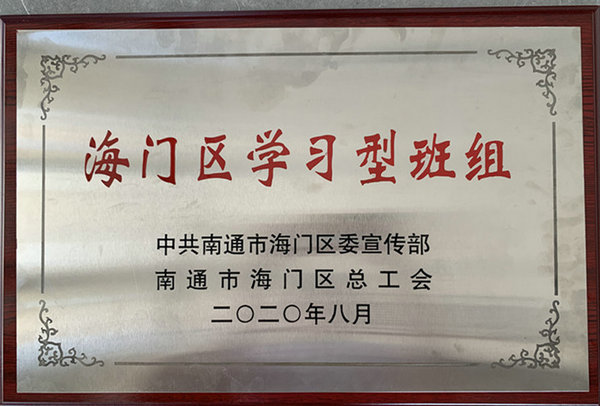 海门区学习型班组
中共南通市海门区委宣传部
南通市海门区总工会
二〇二〇年八月